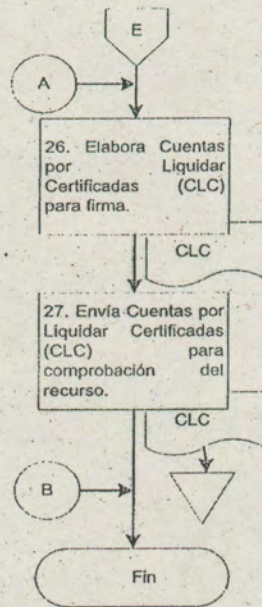 E
A
26. Elabora Cuentas
por Liquidar
Certificadas (CLC)
para firma.
CLC
27. Envía Cuentas por
Liquidar Certificadas
(CLC) para
comprobación del
recurso.
CLC
B
Fin